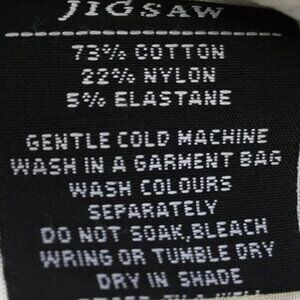 JIGSAW
73% COTTON
22% NYLON
5% ELASTANE
GENTLE COLD MACHINE
WASH IN A GARMENT BAG
WASH COLOURS
SEPARATELY
DO NOT SOAK,BLEACH
WRING OR TUMBLE DRY
DRY IN SHADE